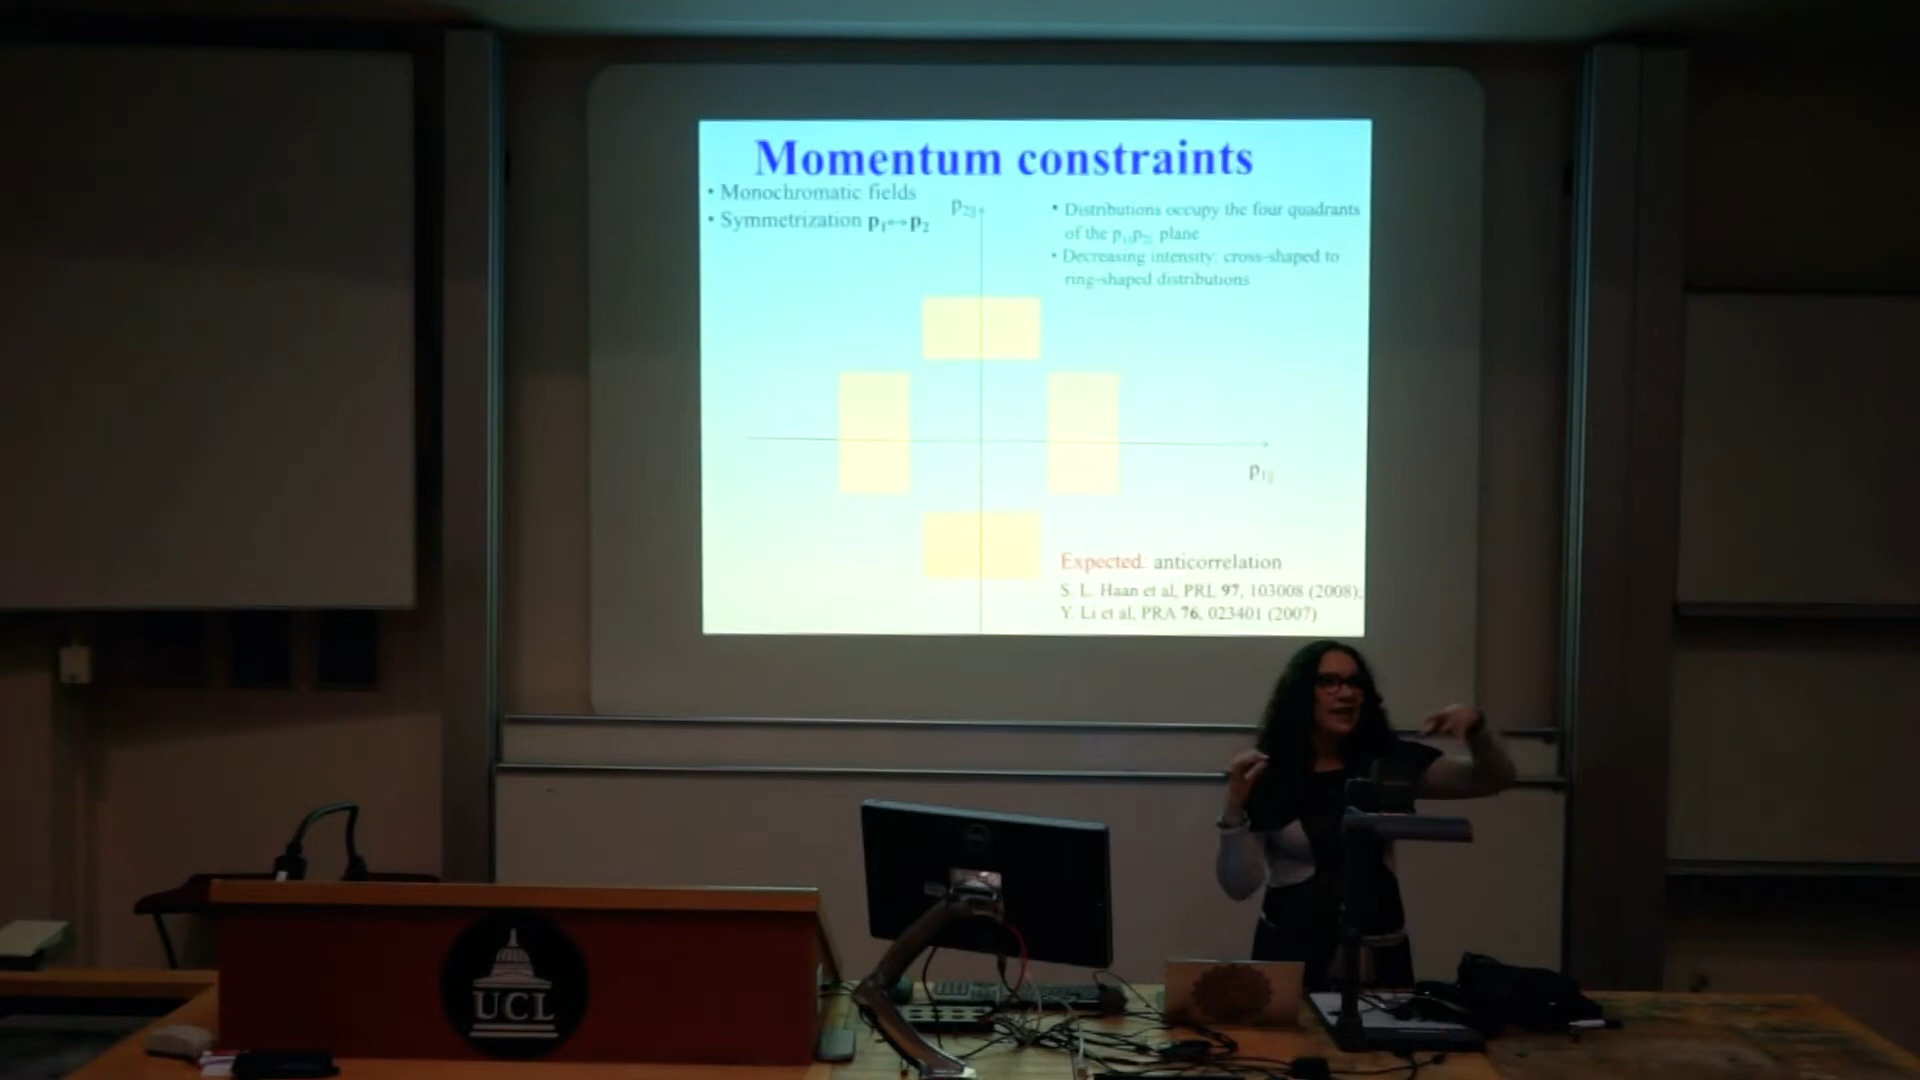 Momentum constraints
• Monochromatic fields
• Symmetrization p₁↔p₂
p₂||
• Distributions occupy the four quadrants
of the p₁||p₂|| plane
• Decreasing intensity: cross-shaped to
ring-shaped distributions
p₁||
Expected: anticorrelation
S. L. Haan et al, PRL 97, 103008 (2008),
Y. Li et al, PRA 76, 023401 (2007)
UCL